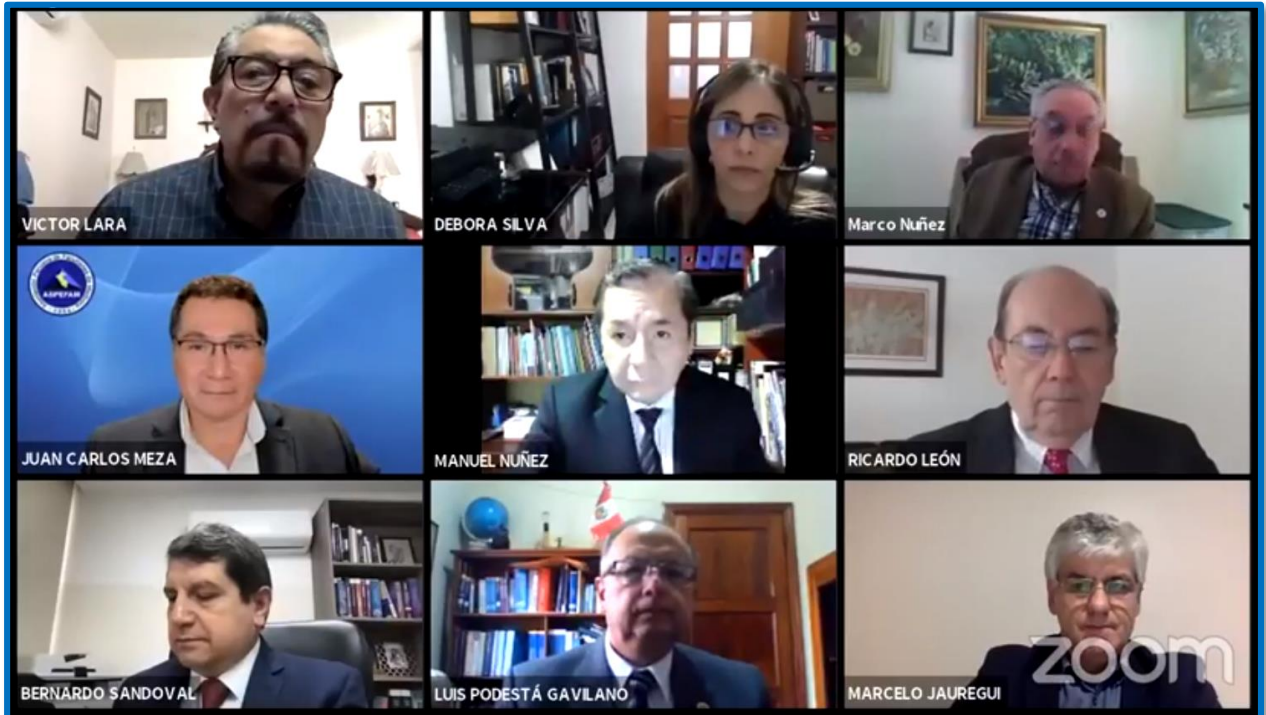 VICTOR LARA
DEBORA SILVA
Marco Nuñez
ASPEFAM
JUAN CARLOS MEZA
MANUEL NUÑEZ
RICARDO LEÓN
BERNARDO SANDOVAL
LUIS PODESTÁ GAVILANO
MARCELO JAUREGUI
zoom